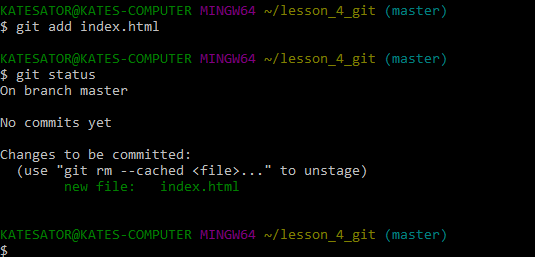 KATESATOR@KATES-COMPUTER MINGW64 ~/lesson_4_git (master)
$ git add index.html
KATESATOR@KATES-COMPUTER MINGW64 ~/lesson_4_git (master)
$ git status
On branch master
No commits yet
Changes to be committed:
  (use "git rm --cached <file>..." to unstage)
        new file:   index.html
KATESATOR@KATES-COMPUTER MINGW64 ~/lesson_4_git (master)
$